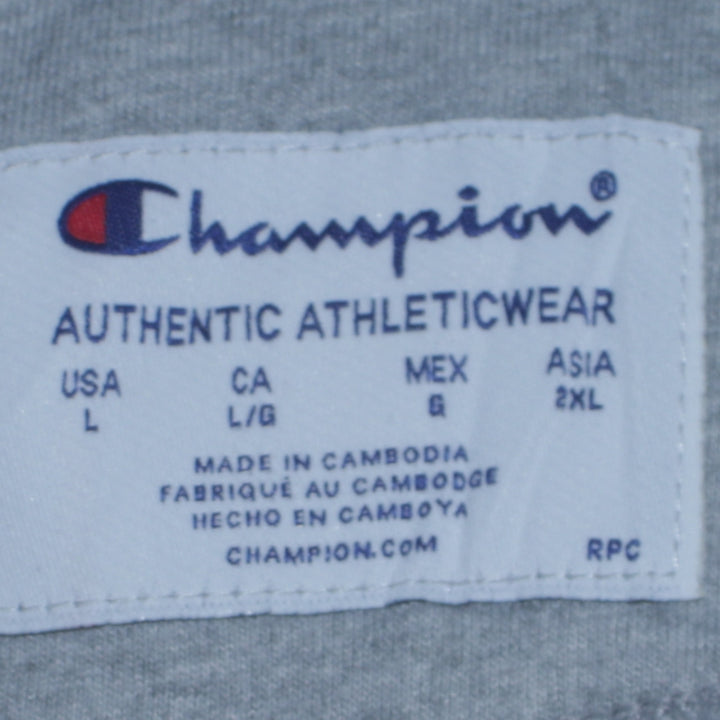 Champion®
AUTHENTIC ATHLETICWEAR
USA CA MEX ASIA
L L/G G 2XL
MADE IN CAMBODIA
FABRIQUÉ AU CAMBODGE
HECHO EN CAMBOYA
CHAMPION.COM RPC